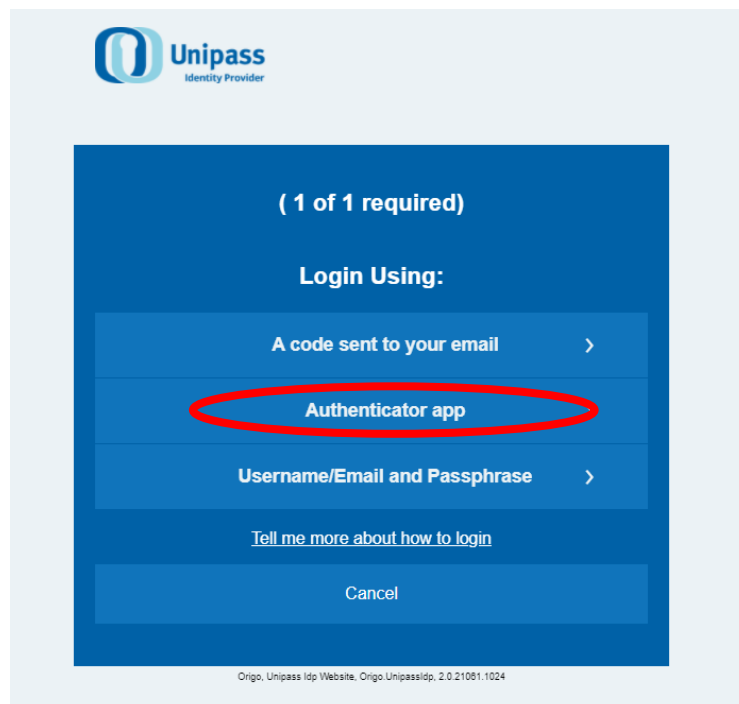 Unipass
Identity Provider
( 1 of 1 required)
Login Using:
A code sent to your email
Authenticator app
Username/Email and Passphrase
Tell me more about how to login
Cancel
Origo, Unipass Idp Website, Origo.UnipassIdp, 2.0.21061.1024